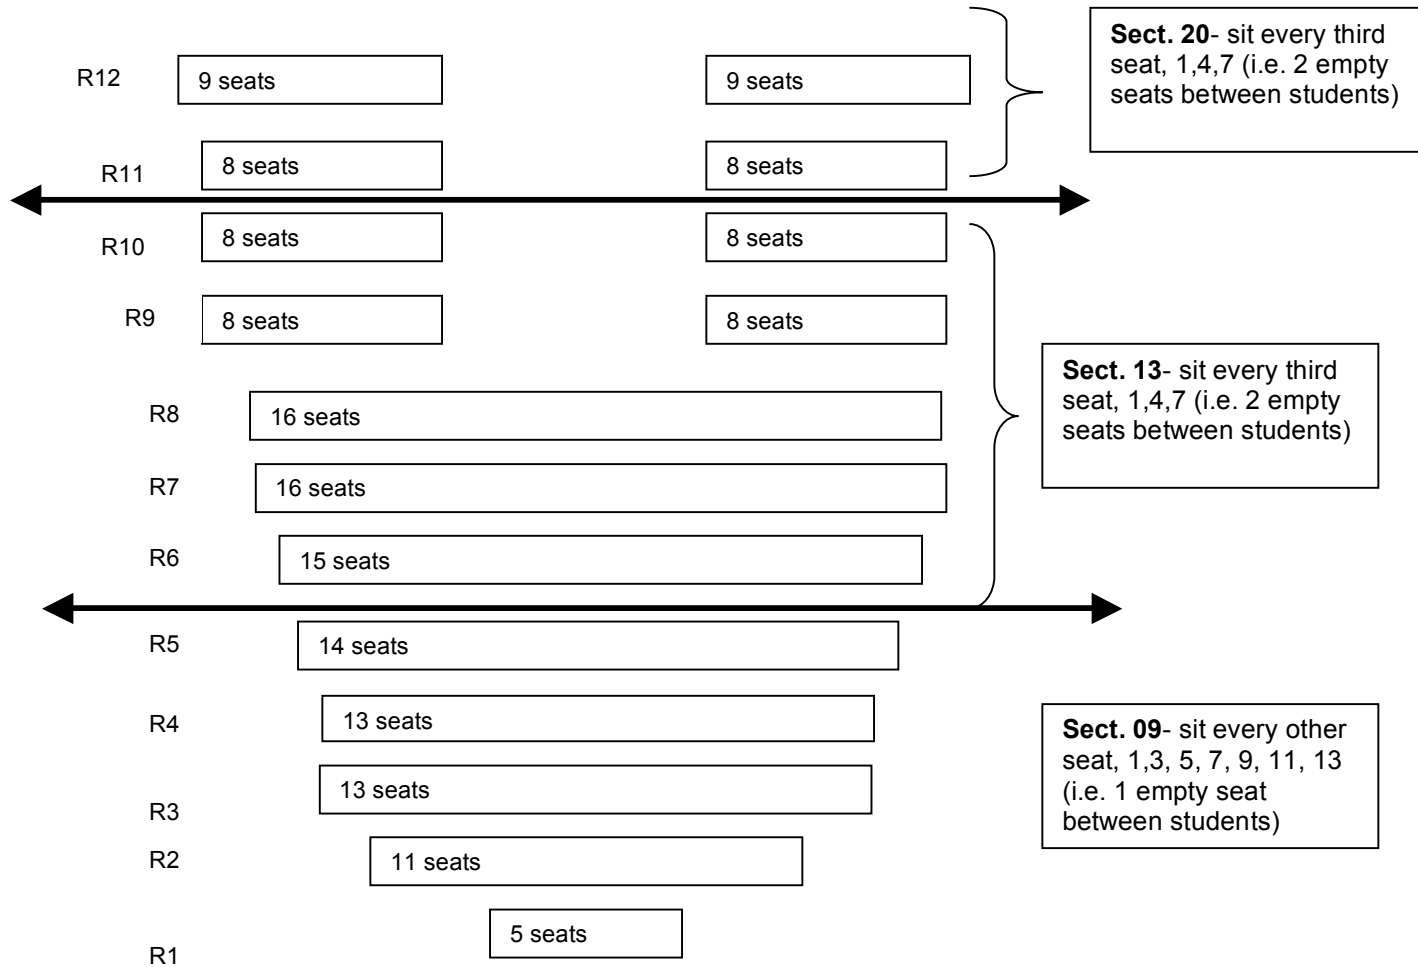 Sect. 20- sit every third
seat, 1,4,7 (i.e. 2 empty
seats between students)
R12
9 seats
9 seats
R11
8 seats
8 seats
R10
8 seats
8 seats
R9
8 seats
8 seats
Sect. 13- sit every third
seat, 1,4,7 (i.e. 2 empty
seats between students)
R8
16 seats
R7
16 seats
R6
15 seats
R5
14 seats
R4
13 seats
Sect. 09- sit every other
seat, 1,3, 5, 7, 9, 11, 13
(i.e. 1 empty seat
between students)
R3
13 seats
R2
11 seats
R1
5 seats